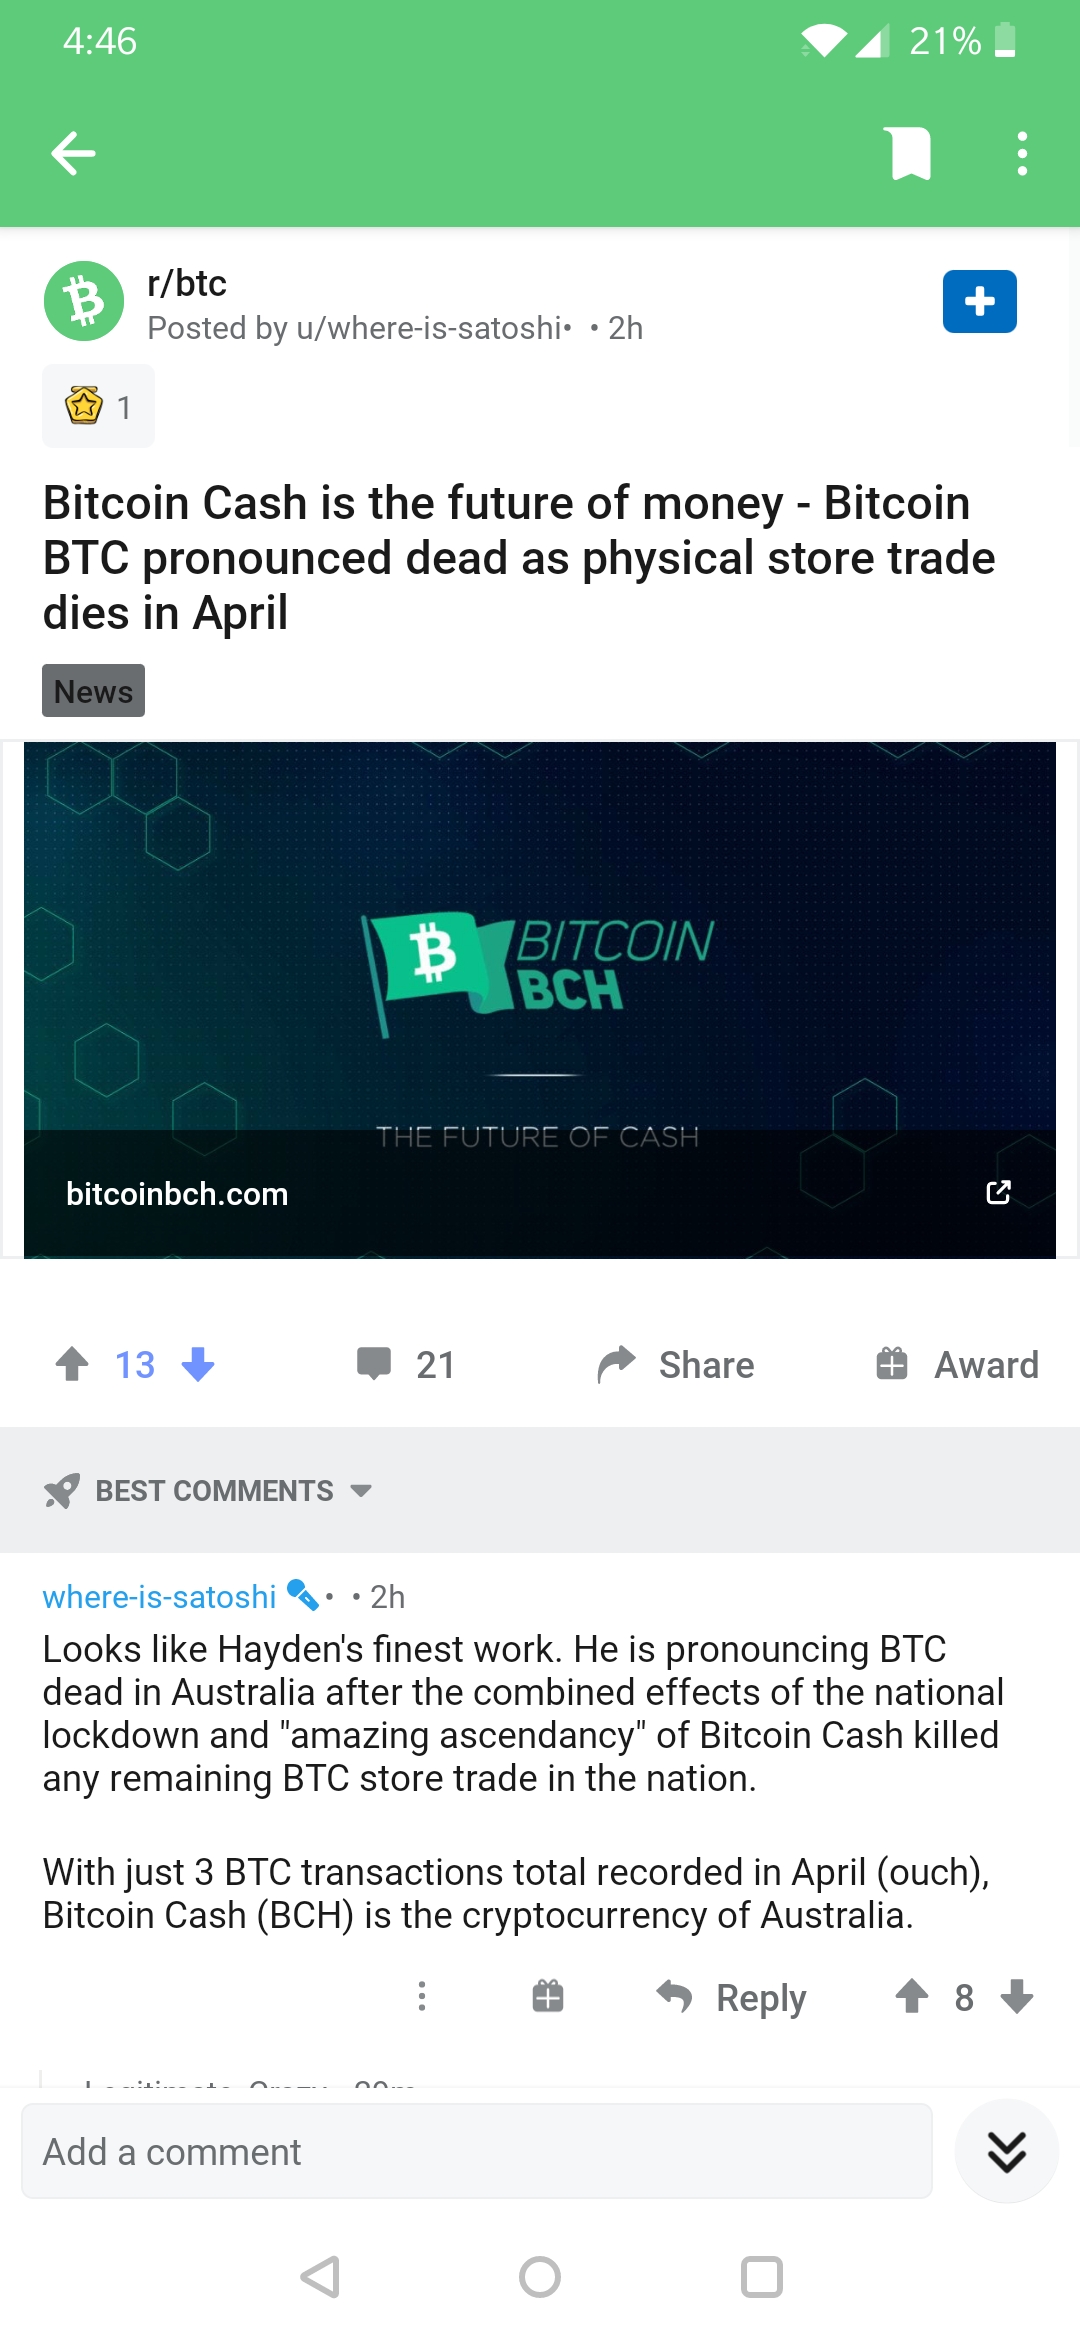 4:46
21%
r/btc
Posted by u/where-is-satoshi• • 2h
1
Bitcoin Cash is the future of money - Bitcoin
BTC pronounced dead as physical store trade
dies in April
News
BITCOIN
BCH
THE FUTURE OF CASH
bitcoinbch.com
13
21
Share
Award
BEST COMMENTS
where-is-satoshi • • 2h
Looks like Hayden's finest work. He is pronouncing BTC
dead in Australia after the combined effects of the national
lockdown and "amazing ascendancy" of Bitcoin Cash killed
any remaining BTC store trade in the nation.
With just 3 BTC transactions total recorded in April (ouch),
Bitcoin Cash (BCH) is the cryptocurrency of Australia.
Reply
8
Add a comment